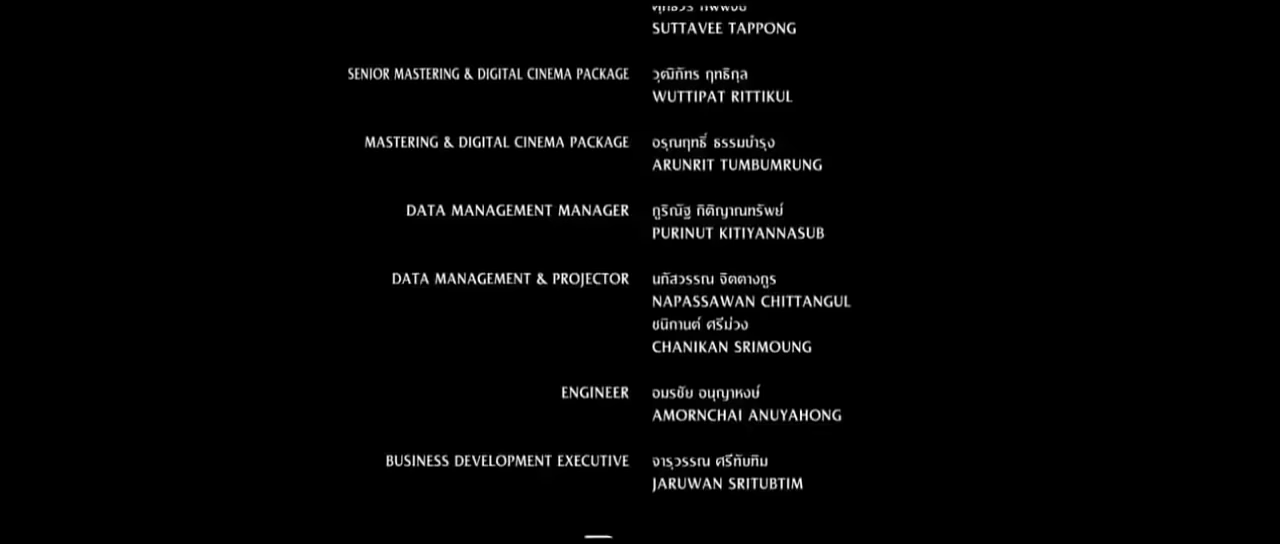 SUTTAVEE TAPPONG
SENIOR MASTERING & DIGITAL CINEMA PACKAGE วุฒิภัทร ฤทธิกุล
WUTTIPAT RITTIKUL
MASTERING & DIGITAL CINEMA PACKAGE อรุณฤทธิ์ ธรรมบำรุง
ARUNRIT TUMBUMRUNG
DATA MANAGEMENT MANAGER ภูริณัฐ กิติญาณทรัพย์
PURINUT KITIYANNASUB
DATA MANAGEMENT & PROJECTOR นภัสวรรณ จิตตางกูร
NAPASSAWAN CHITTANGUL
ชนิกานต์ ศรีม่วง
CHANIKAN SRIMOUNG
ENGINEER อมรชัย อนุญาหงษ์
AMORNCHAI ANUYAHONG
BUSINESS DEVELOPMENT EXECUTIVE จารุวรรณ ศรีทับทิม
JARUWAN SRITUBTIM